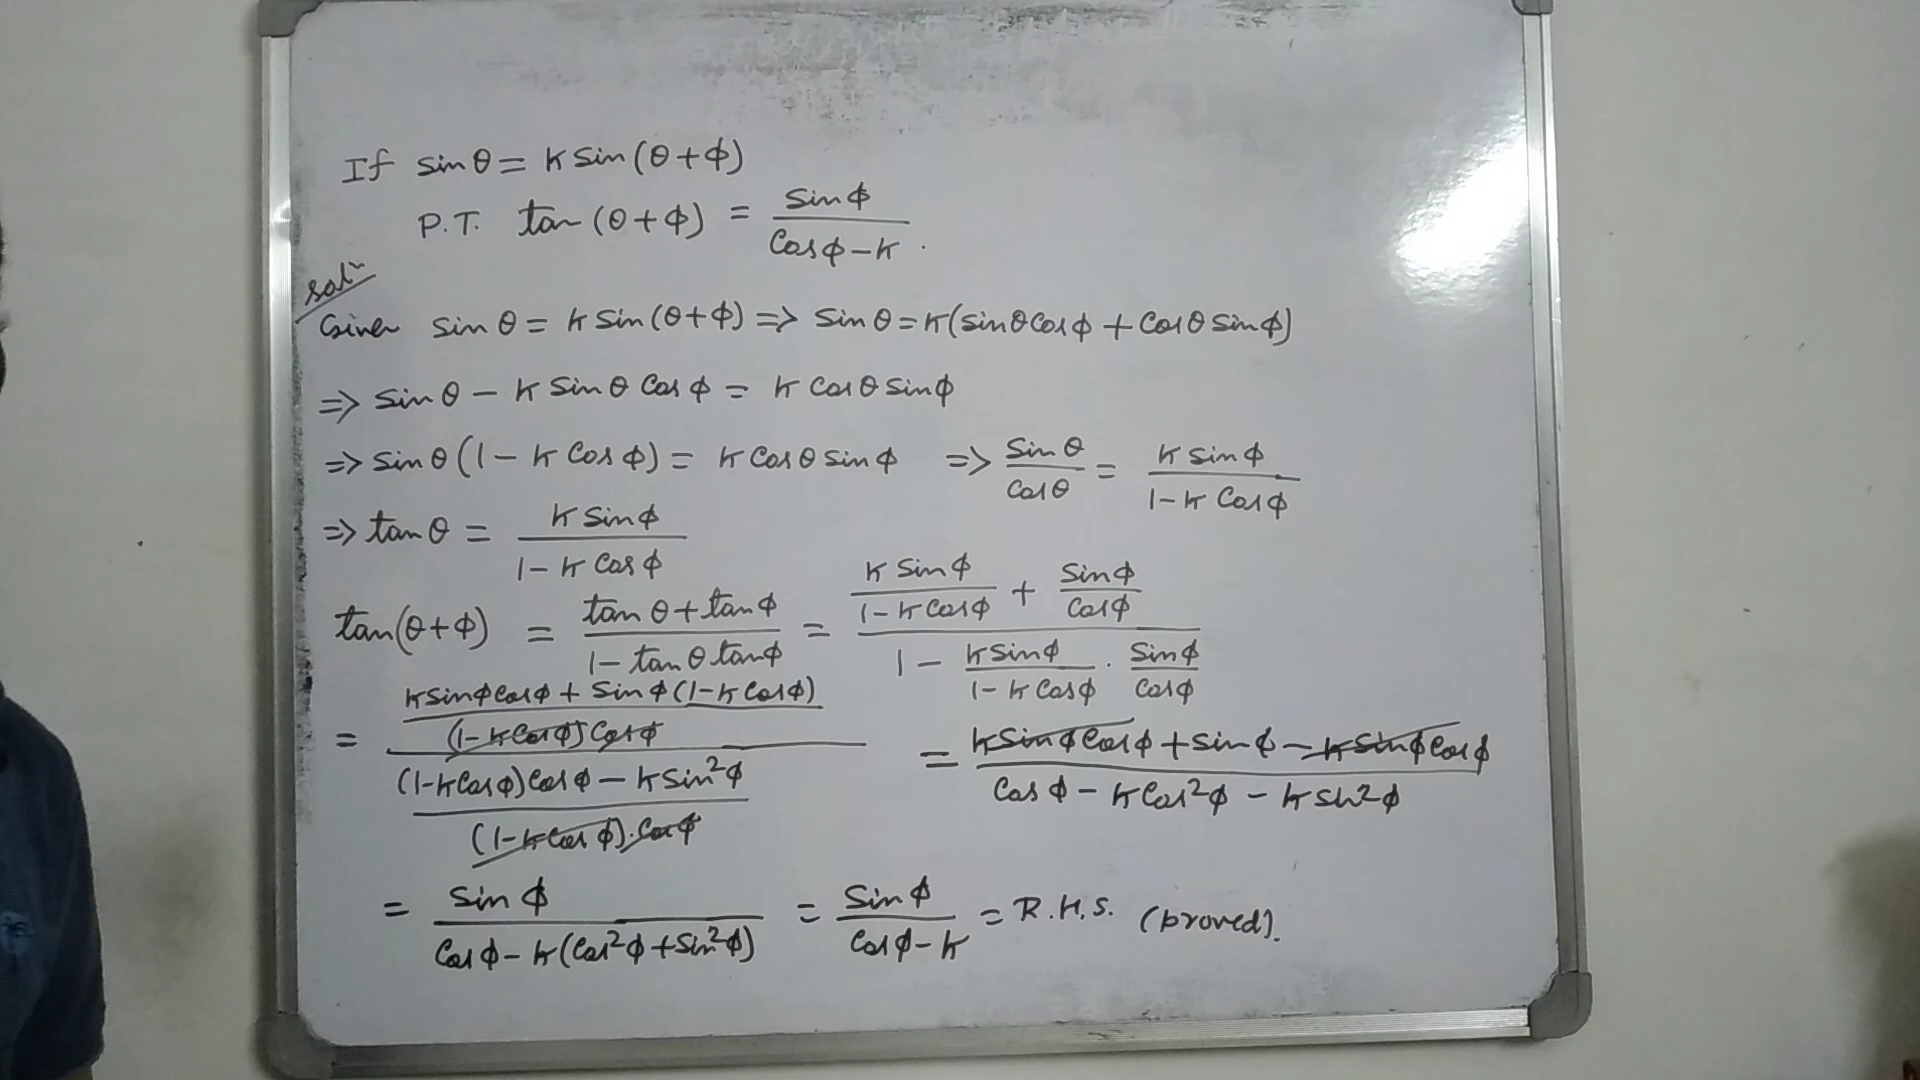 If sin θ = K sin (θ + ϕ)
P.T. tan (θ + ϕ) = sin ϕ / (cos ϕ − K) .
Solⁿ
Given sin θ = K sin (θ + ϕ) => sin θ = K (sin θ cos ϕ + cos θ sin ϕ)
=> sin θ − K sin θ cos ϕ = K cos θ sin ϕ
=> sin θ (1 − K cos ϕ) = K cos θ sin ϕ => sin θ / cos θ = K sin ϕ / (1 − K cos ϕ)
=> tan θ = K sin ϕ / (1 − K cos ϕ)
tan (θ + ϕ) = (tan θ + tan ϕ) / (1 − tan θ tan ϕ) = (K sin ϕ / (1 − K cos ϕ) + sin ϕ / cos ϕ) / (1 − K sin ϕ / (1 − K cos ϕ) . sin ϕ / cos ϕ)
= ((K sin ϕ cos ϕ + sin ϕ (1 − K cos ϕ)) / ((1 − K cos ϕ) cos ϕ)) / (((1 − K cos ϕ) cos ϕ − K sin² ϕ) / ((1 − K cos ϕ) . cos ϕ)) = (K sin ϕ cos ϕ + sin ϕ − K sin ϕ cos ϕ) / (cos ϕ − K cos² ϕ − K sin² ϕ)
= sin ϕ / (cos ϕ − K (cos² ϕ + sin² ϕ)) = sin ϕ / (cos ϕ − K) = R.H.S. (proved).